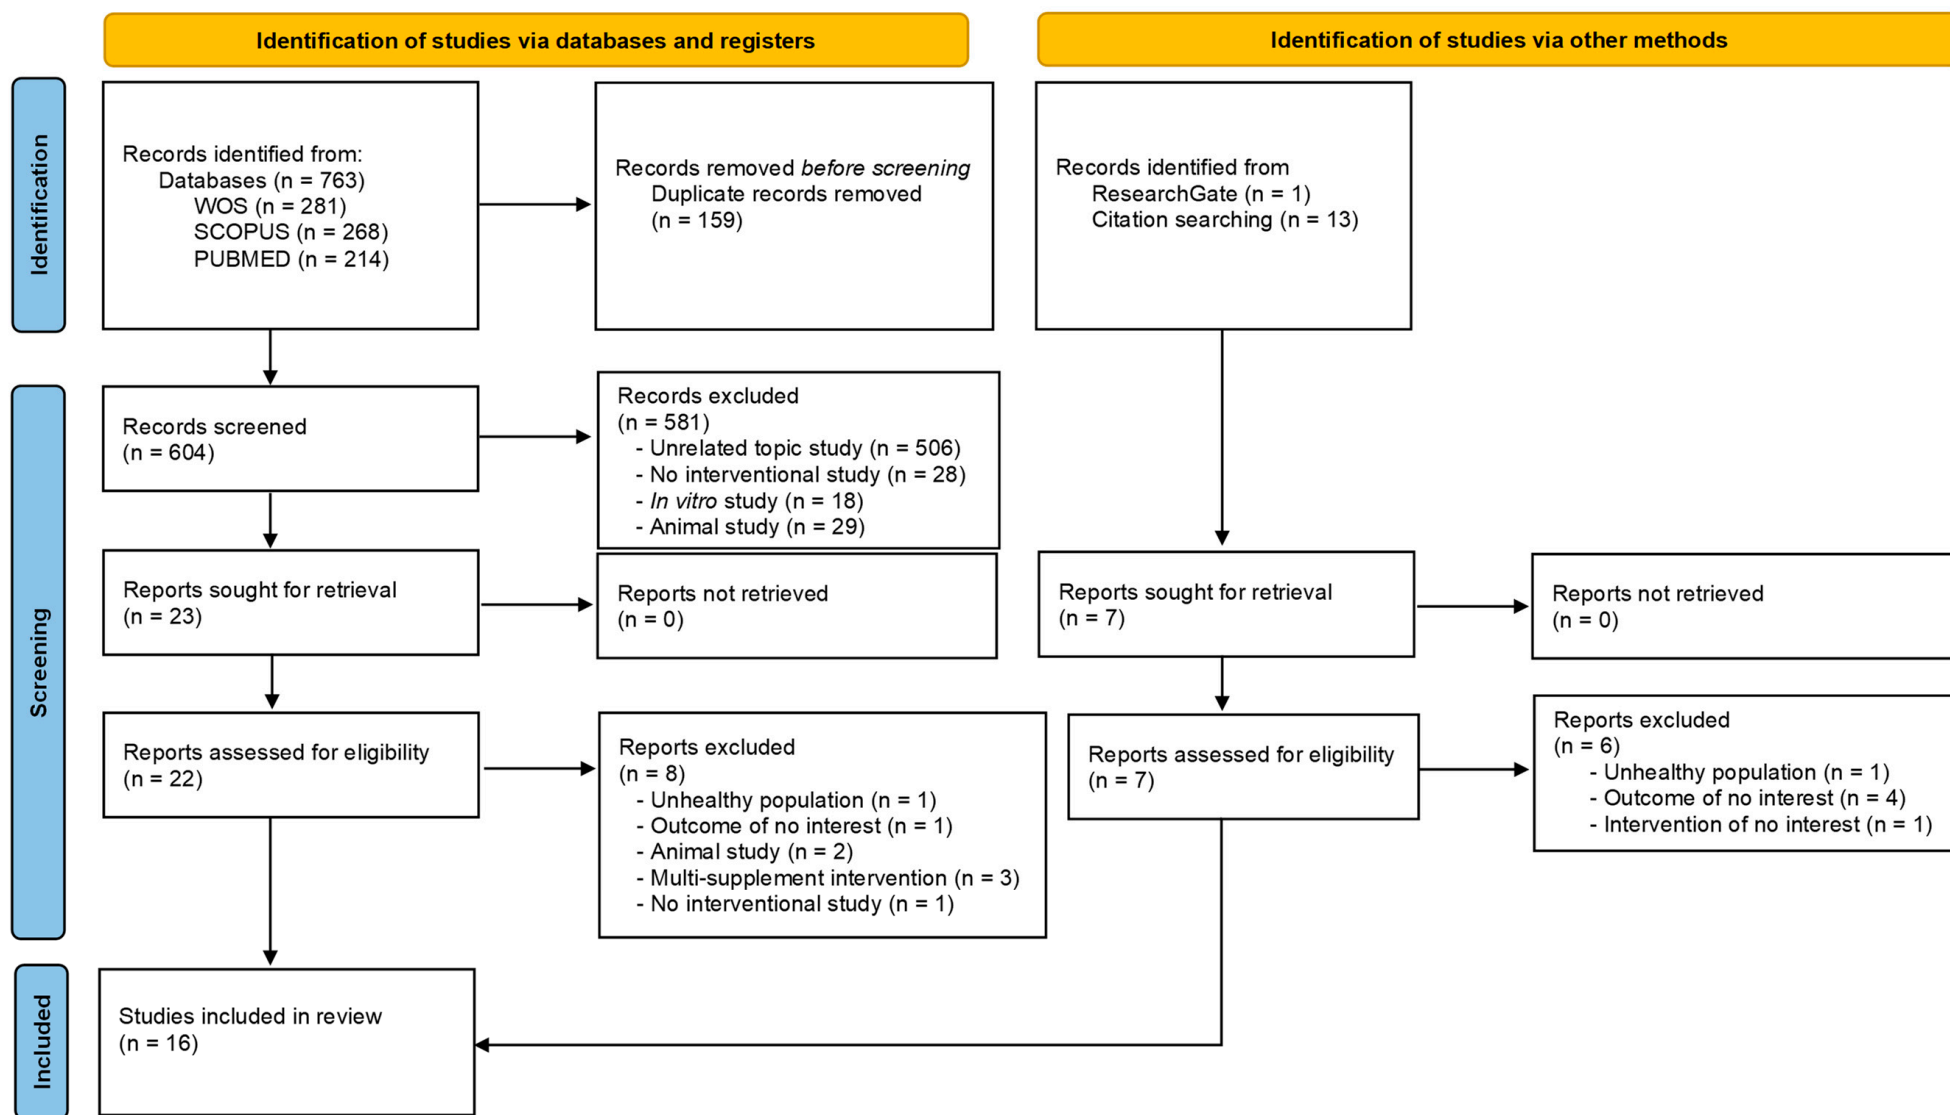 Identification of studies via databases and registers
Identification of studies via other methods
Identification
Records identified from:
Databases (n = 763)
WOS (n = 281)
SCOPUS (n = 268)
PUBMED (n = 214)
Records removed before screening
Duplicate records removed
(n = 159)
Records identified from
ResearchGate (n = 1)
Citation searching (n = 13)
Screening
Records screened
(n = 604)
Records excluded
(n = 581)
- Unrelated topic study (n = 506)
- No interventional study (n = 28)
- In vitro study (n = 18)
- Animal study (n = 29)
Reports sought for retrieval
(n = 23)
Reports not retrieved
(n = 0)
Reports sought for retrieval
(n = 7)
Reports not retrieved
(n = 0)
Reports assessed for eligibility
(n = 22)
Reports excluded
(n = 8)
- Unhealthy population (n = 1)
- Outcome of no interest (n = 1)
- Animal study (n = 2)
- Multi-supplement intervention (n = 3)
- No interventional study (n = 1)
Reports assessed for eligibility
(n = 7)
Reports excluded
(n = 6)
- Unhealthy population (n = 1)
- Outcome of no interest (n = 4)
- Intervention of no interest (n = 1)
Included
Studies included in review
(n = 16)